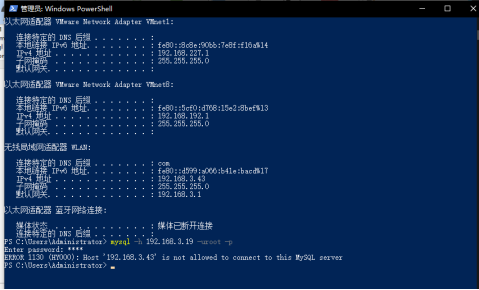 管理员: Windows PowerShell
以太网适配器 VMware Network Adapter VMnet1:
连接特定的 DNS 后缀 . . . . . . . :
本地链接 IPv6 地址. . . . . . . . : fe80::8c8e:90bb:7e8f:f16a%14
IPv4 地址 . . . . . . . . . . . . : 192.168.227.1
子网掩码 . . . . . . . . . . . . : 255.255.255.0
默认网关. . . . . . . . . . . . . :
以太网适配器 VMware Network Adapter VMnet8:
连接特定的 DNS 后缀 . . . . . . . :
本地链接 IPv6 地址. . . . . . . . : fe80::5cf0:d768:15e2:8bef%13
IPv4 地址 . . . . . . . . . . . . : 192.168.192.1
子网掩码 . . . . . . . . . . . . : 255.255.255.0
默认网关. . . . . . . . . . . . . :
无线局域网适配器 WLAN:
连接特定的 DNS 后缀 . . . . . . . : com
本地链接 IPv6 地址. . . . . . . . : fe80::d599:a066:b41e:bacd%17
IPv4 地址 . . . . . . . . . . . . : 192.168.3.43
子网掩码 . . . . . . . . . . . . : 255.255.255.0
默认网关. . . . . . . . . . . . . : 192.168.3.1
以太网适配器 蓝牙网络连接:
媒体状态 . . . . . . . . . . . . : 媒体已断开连接
连接特定的 DNS 后缀 . . . . . . . :
PS C:\Users\Administrator> mysql -h 192.168.3.19 -uroot -p
Enter password: ****
ERROR 1130 (HY000): Host '192.168.3.43' is not allowed to connect to this MySQL server
PS C:\Users\Administrator>